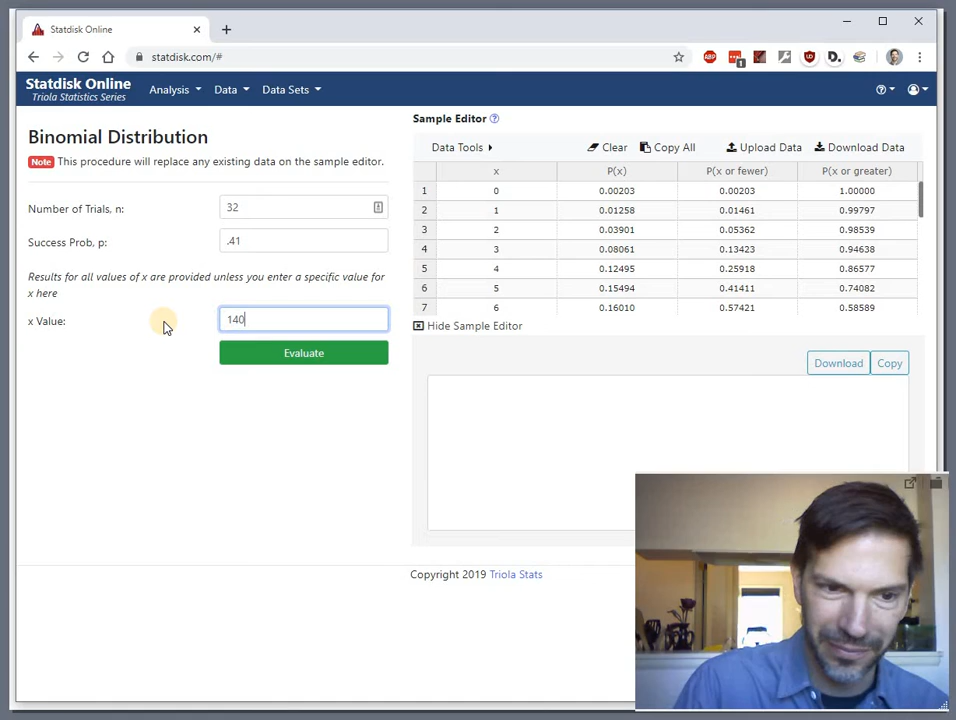 Statdisk Online
statdisk.com/#
1
Statdisk Online
Triola Statistics Series
Analysis
Data
Data Sets
Binomial Distribution
Note This procedure will replace any existing data on the sample editor.
Number of Trials, n:
32
Success Prob, p:
.41
Results for all values of x are provided unless you enter a specific value for
x here
x Value:
140
Evaluate
Sample Editor
Data Tools
Clear
Copy All
Upload Data
Download Data
x P(x) P(x or fewer) P(x or greater)
1 0 0.00203 0.00203 1.00000
2 1 0.01258 0.01461 0.99797
3 2 0.03901 0.05362 0.98539
4 3 0.08061 0.13423 0.94638
5 4 0.12495 0.25918 0.86577
6 5 0.15494 0.41411 0.74082
7 6 0.16010 0.57421 0.58589
Hide Sample Editor
Download
Copy
Copyright 2019 Triola Stats